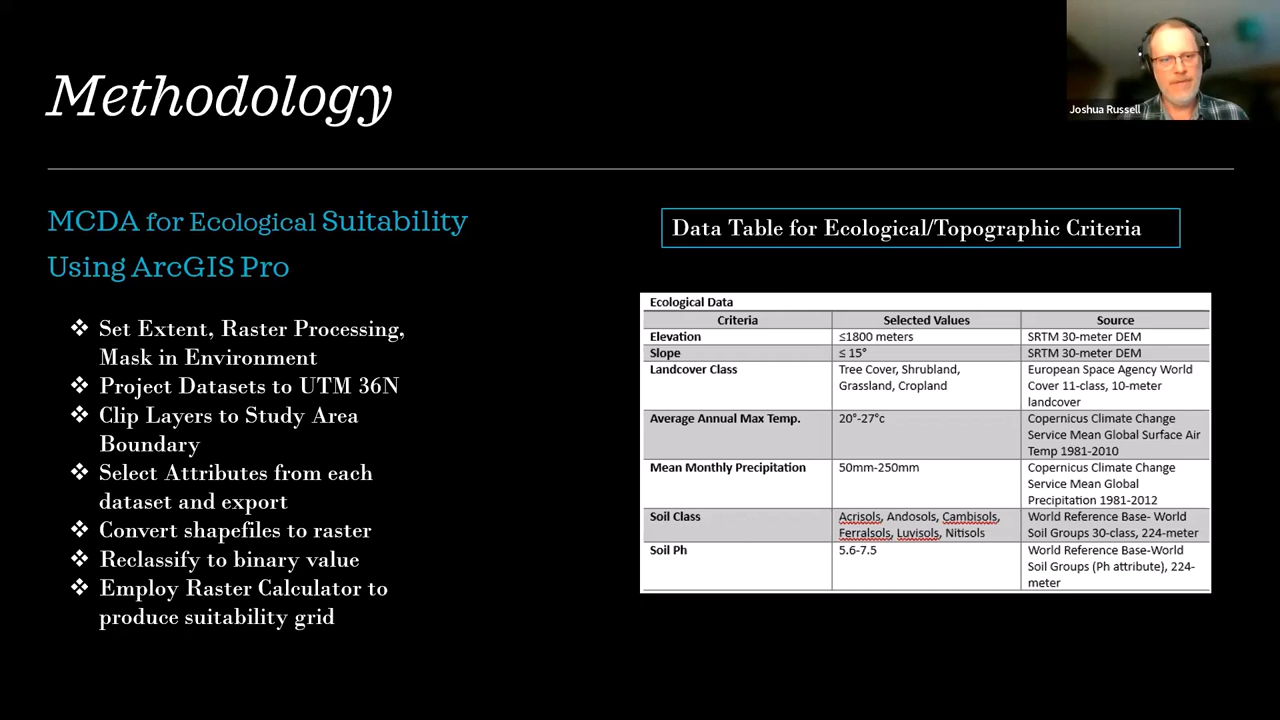 Methodology
Joshua Russell
MCDA for Ecological Suitability
Using ArcGIS Pro
❖ Set Extent, Raster Processing,
Mask in Environment
❖ Project Datasets to UTM 36N
❖ Clip Layers to Study Area
Boundary
❖ Select Attributes from each
dataset and export
❖ Convert shapefiles to raster
❖ Reclassify to binary value
❖ Employ Raster Calculator to
produce suitability grid
Data Table for Ecological/Topographic Criteria
Ecological Data
Criteria Selected Values Source
Elevation ≤1800 meters SRTM 30-meter DEM
Slope ≤ 15° SRTM 30-meter DEM
Landcover Class Tree Cover, Shrubland, European Space Agency World
Grassland, Cropland Cover 11-class, 10-meter
landcover
Average Annual Max Temp. 20°-27°c Copernicus Climate Change
Service Mean Global Surface Air
Temp 1981-2010
Mean Monthly Precipitation 50mm-250mm Copernicus Climate Change
Service Mean Global
Precipitation 1981-2012
Soil Class Acrisols, Andosols, Cambisols, World Reference Base- World
Ferralsols, Luvisols, Nitisols Soil Groups 30-class, 224-meter
Soil Ph 5.6-7.5 World Reference Base-World
Soil Groups (Ph attribute), 224-
meter